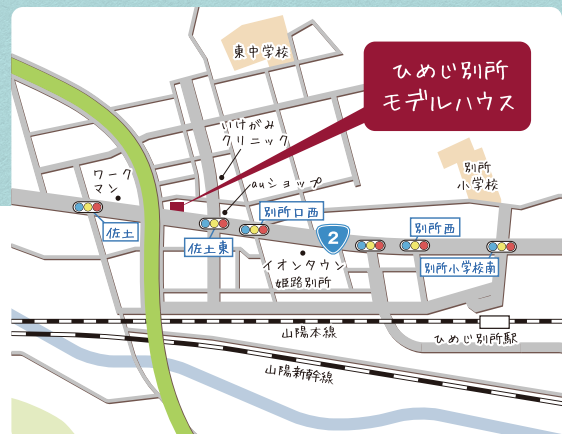 東中学校
ひめじ別所
モデルハウス
いけがみ
クリニック
別所
小学校
ワーク
マン
auショップ
別所口西
佐土
佐土東
2
別所西
イオンタウン
姫路別所
別所小学校南
山陽本線
ひめじ別所駅
山陽新幹線